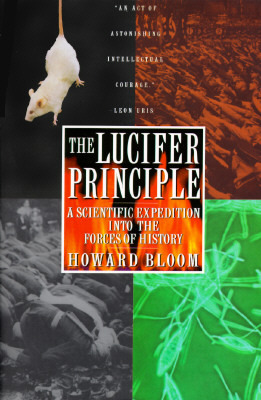 "AN ACT OF
ASTONISHING
INTELLECTUAL
COURAGE."
LEON URIS
THE
LUCIFER
PRINCIPLE
A SCIENTIFIC EXPEDITION
INTO THE
FORCES OF HISTORY
HOWARD BLOOM